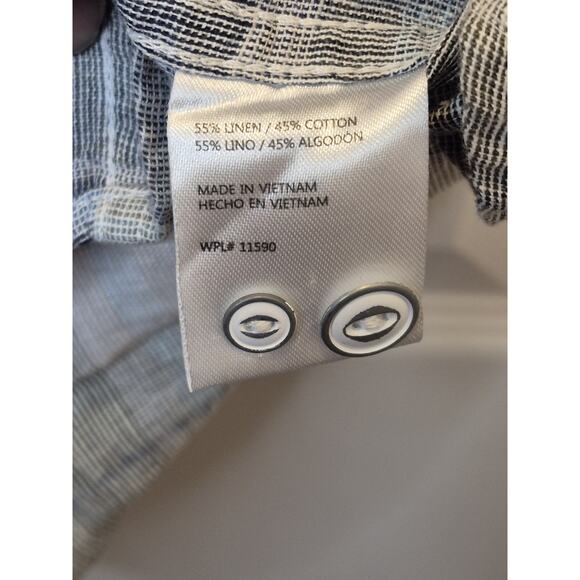 55% LINEN / 45% COTTON
55% LINO / 45% ALGODÓN
MADE IN VIETNAM
HECHO EN VIETNAM
WPL# 11590